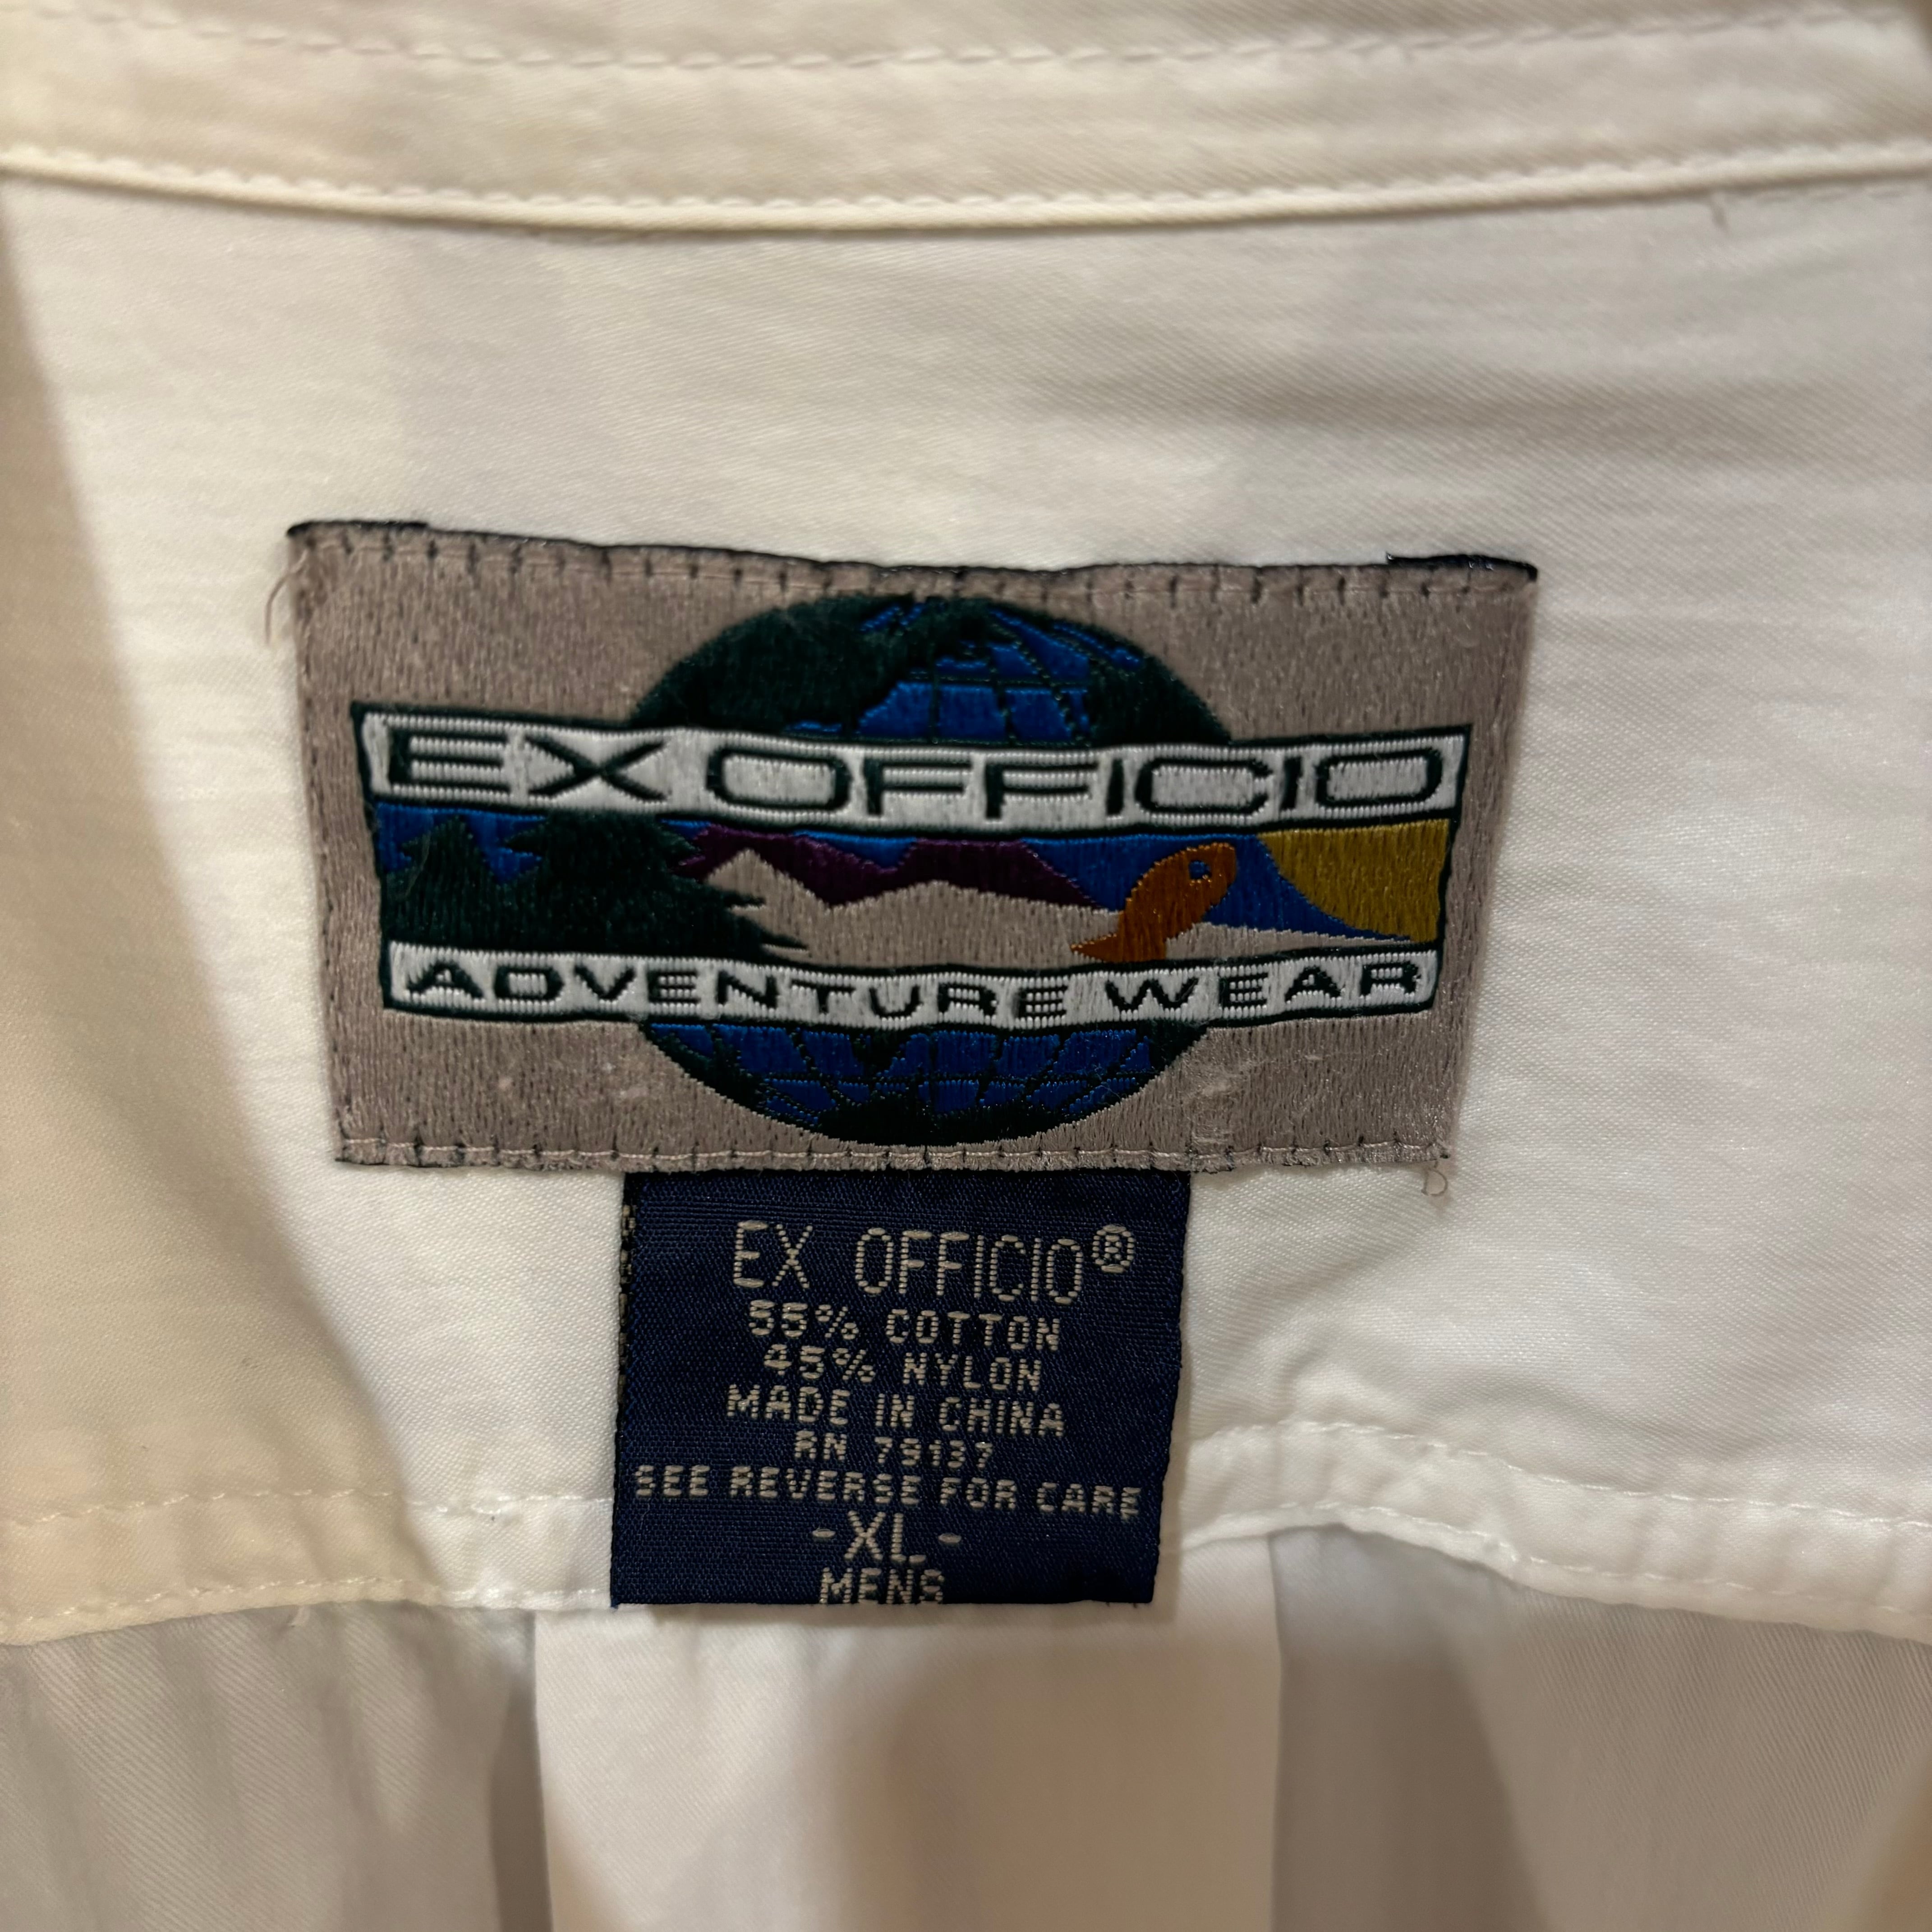 EX OFFICIO
ADVENTURE WEAR
EX OFFICIO®
55% COTTON
45% NYLON
MADE IN CHINA
RN 79137
SEE REVERSE FOR CARE
-XL-
MENS